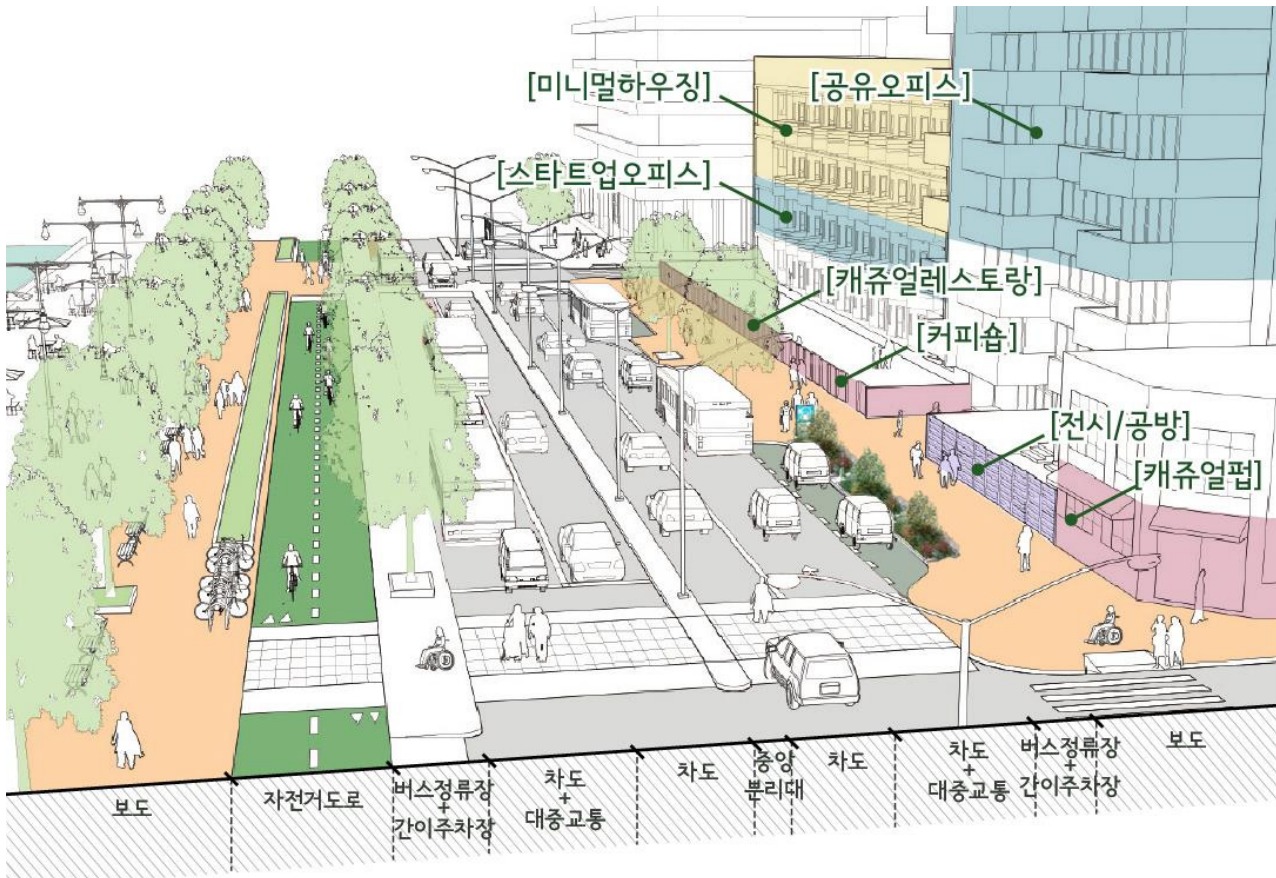 [미니멀하우징]
[공유오피스]
[스타트업오피스]
[캐쥬얼레스토랑]
[커피숍]
[전시/공방]
[캐쥬얼펍]
보도
자전거도로
버스정류장
+
간이주차장
차도
+
대중교통
차도
중앙
분리대
차도
차도
+
대중교통
버스정류장
+
간이주차장
보도